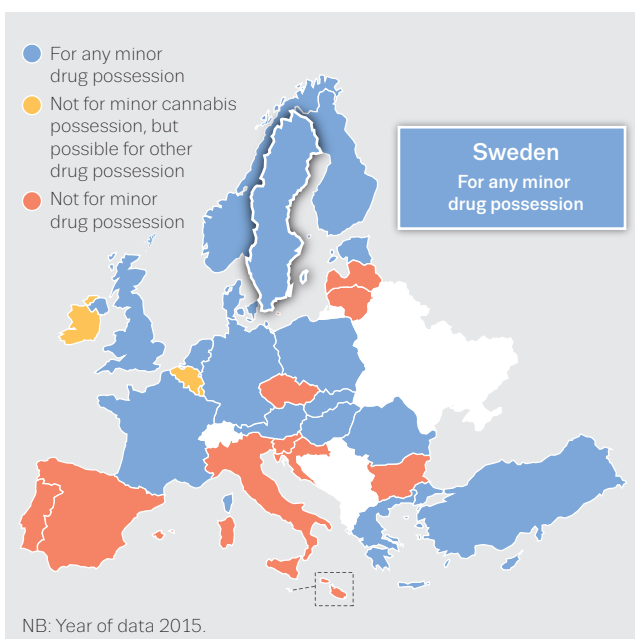 For any minor
drug possession
Not for minor cannabis
possession, but
possible for other
drug possession
Not for minor
drug possession
Sweden
For any minor
drug possession
NB: Year of data 2015.